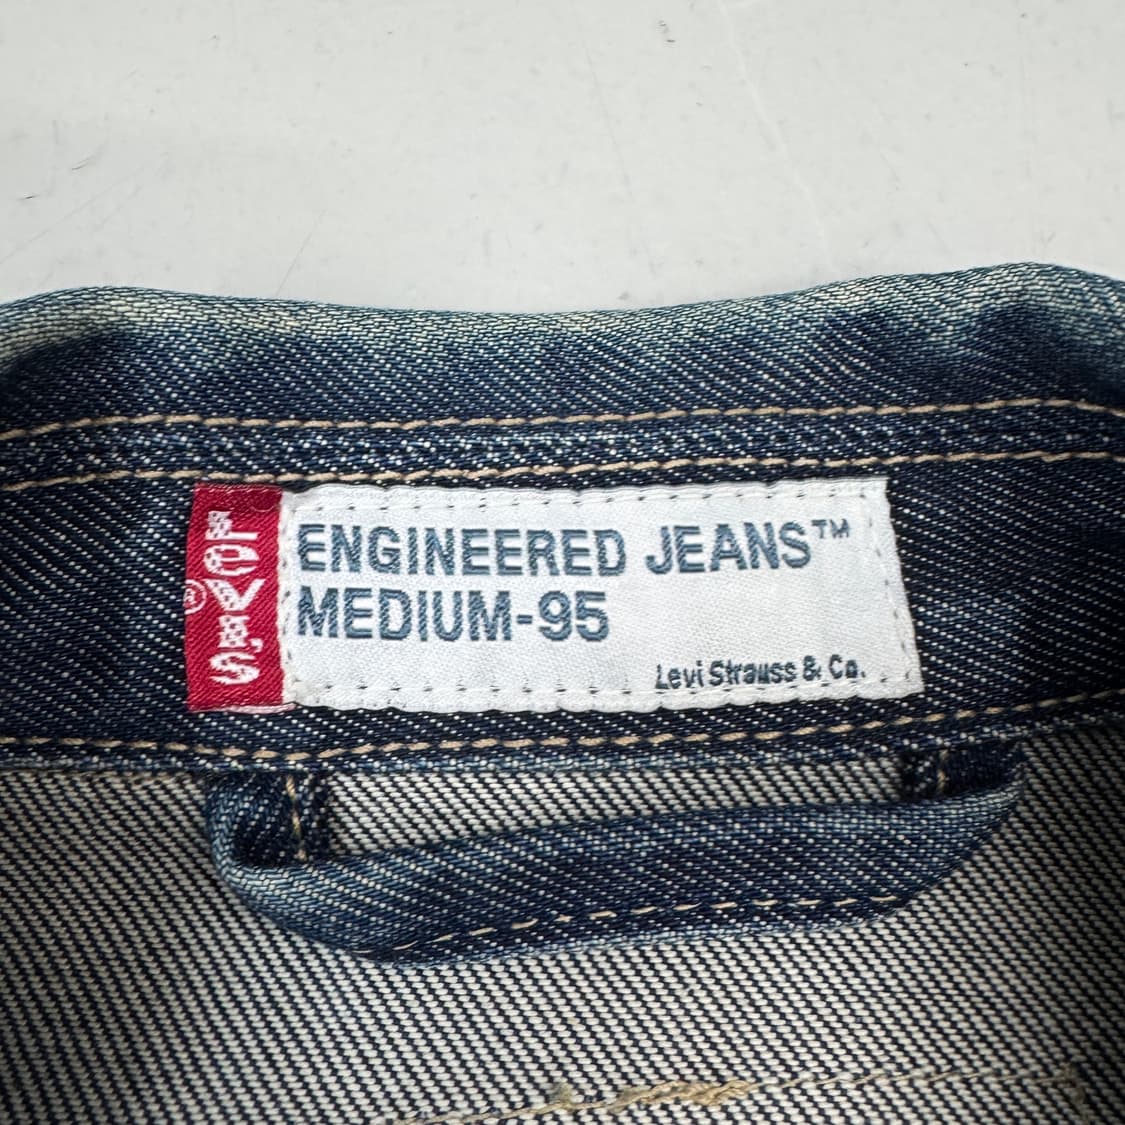 LEVI'S®
ENGINEERED JEANS™
MEDIUM-95
Levi Strauss & Co.